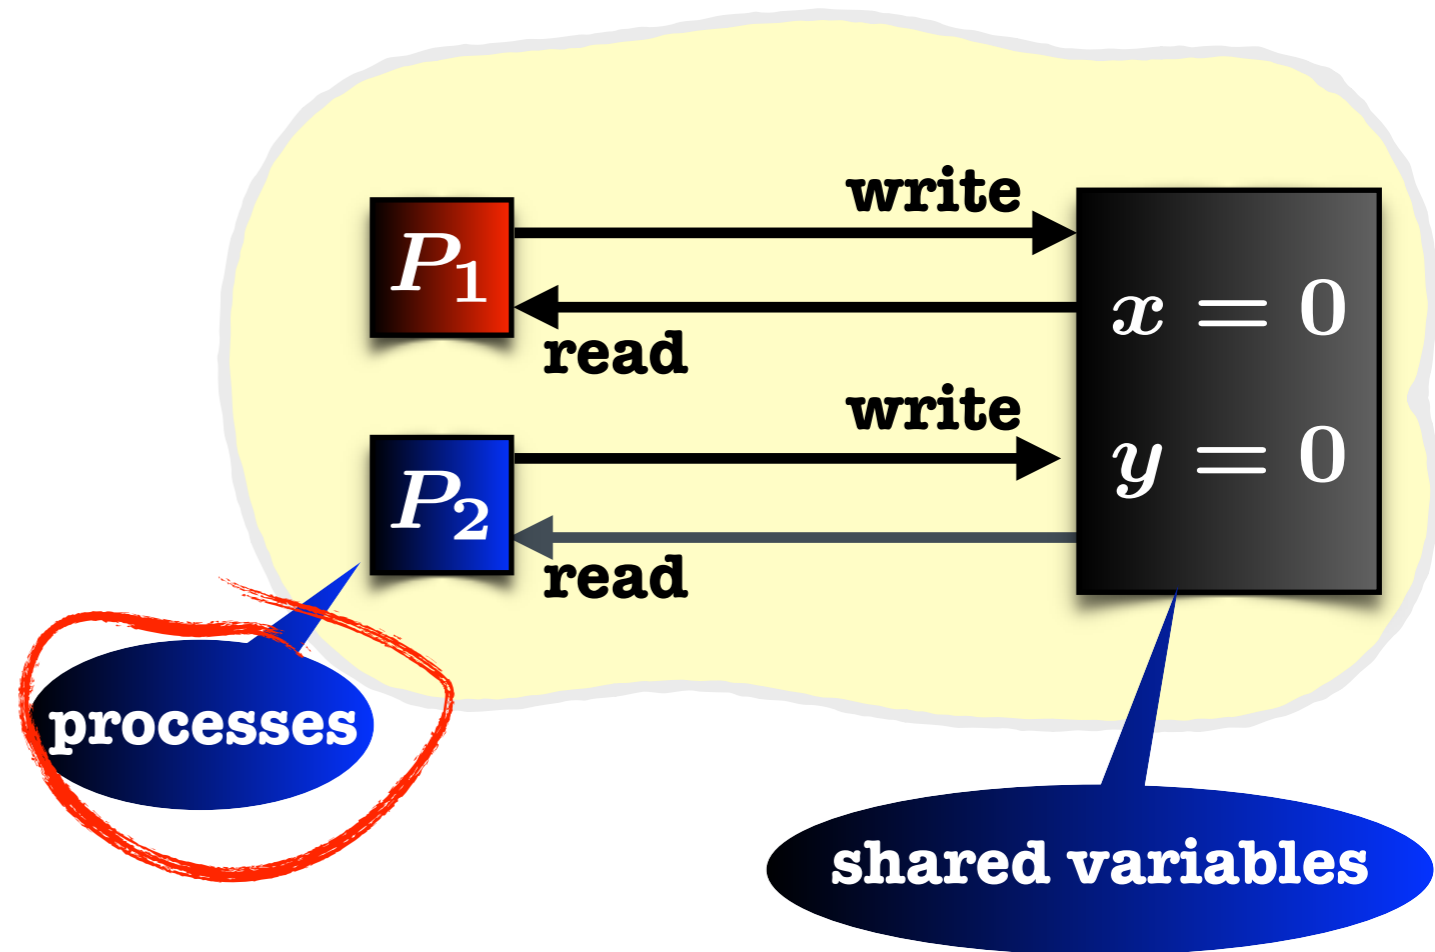 write
P₁
x = 0
read
write
y = 0
P₂
read
processes
shared variables